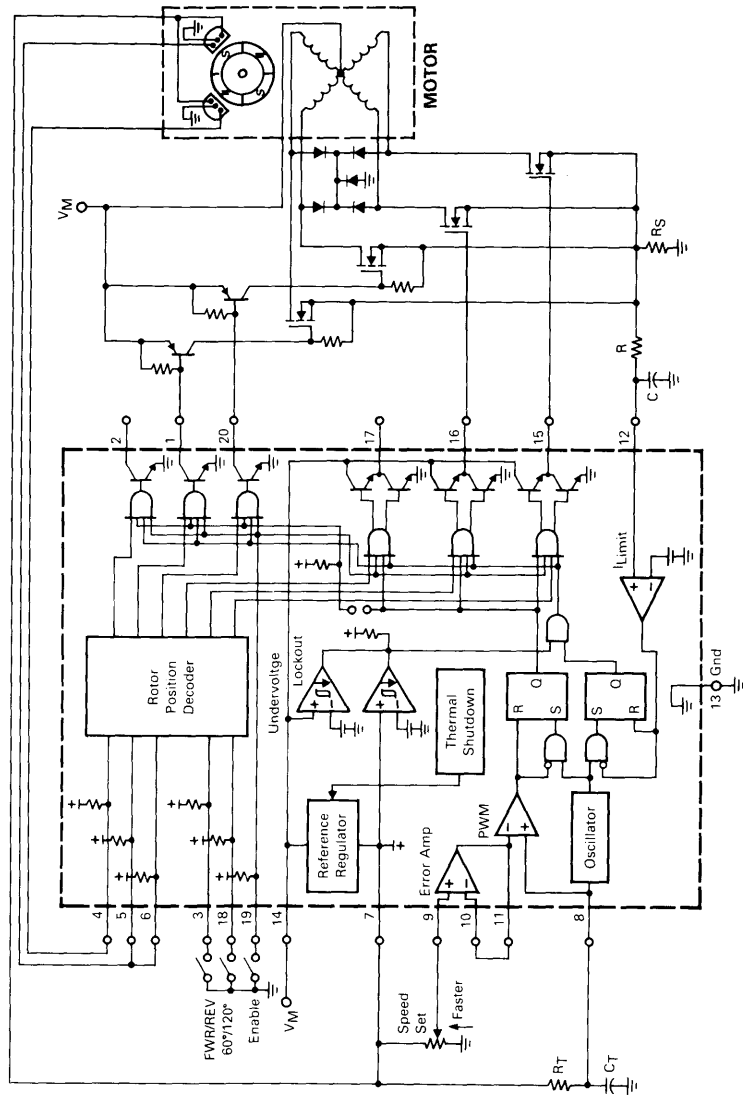 VM
MOTOR
S
N
N
S
2
1
20
17
16
15
12
R
C
RS
Rotor
Position
Decoder
4
5
6
3
18
19
14
7
9
10
11
8
FWR/REV
60°/120°
Enable
VM
Undervoltge
Lockout
Reference
Regulator
Thermal
Shutdown
Error Amp
PWM
Oscillator
R
Q
S
S
Q
R
ILimit
13 Gnd
Speed
Set
Faster
RT
CT